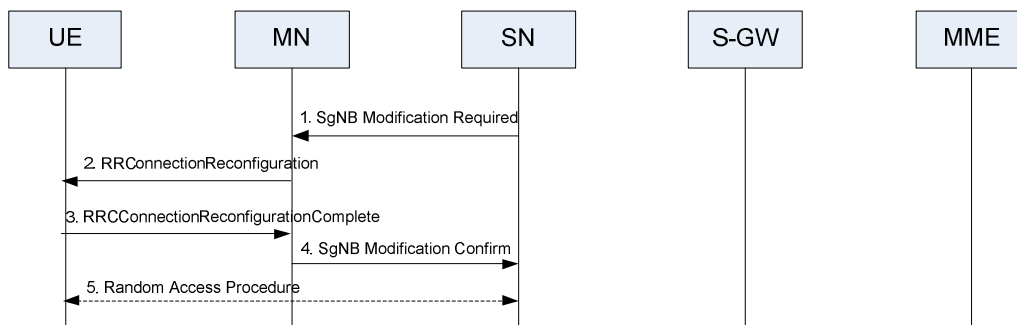 UE
MN
SN
S-GW
MME
1. SgNB Modification Required
2. RRConnectionReconfiguration
3. RRCConnectionReconfigurationComplete
4. SgNB Modification Confirm
5. Random Access Procedure